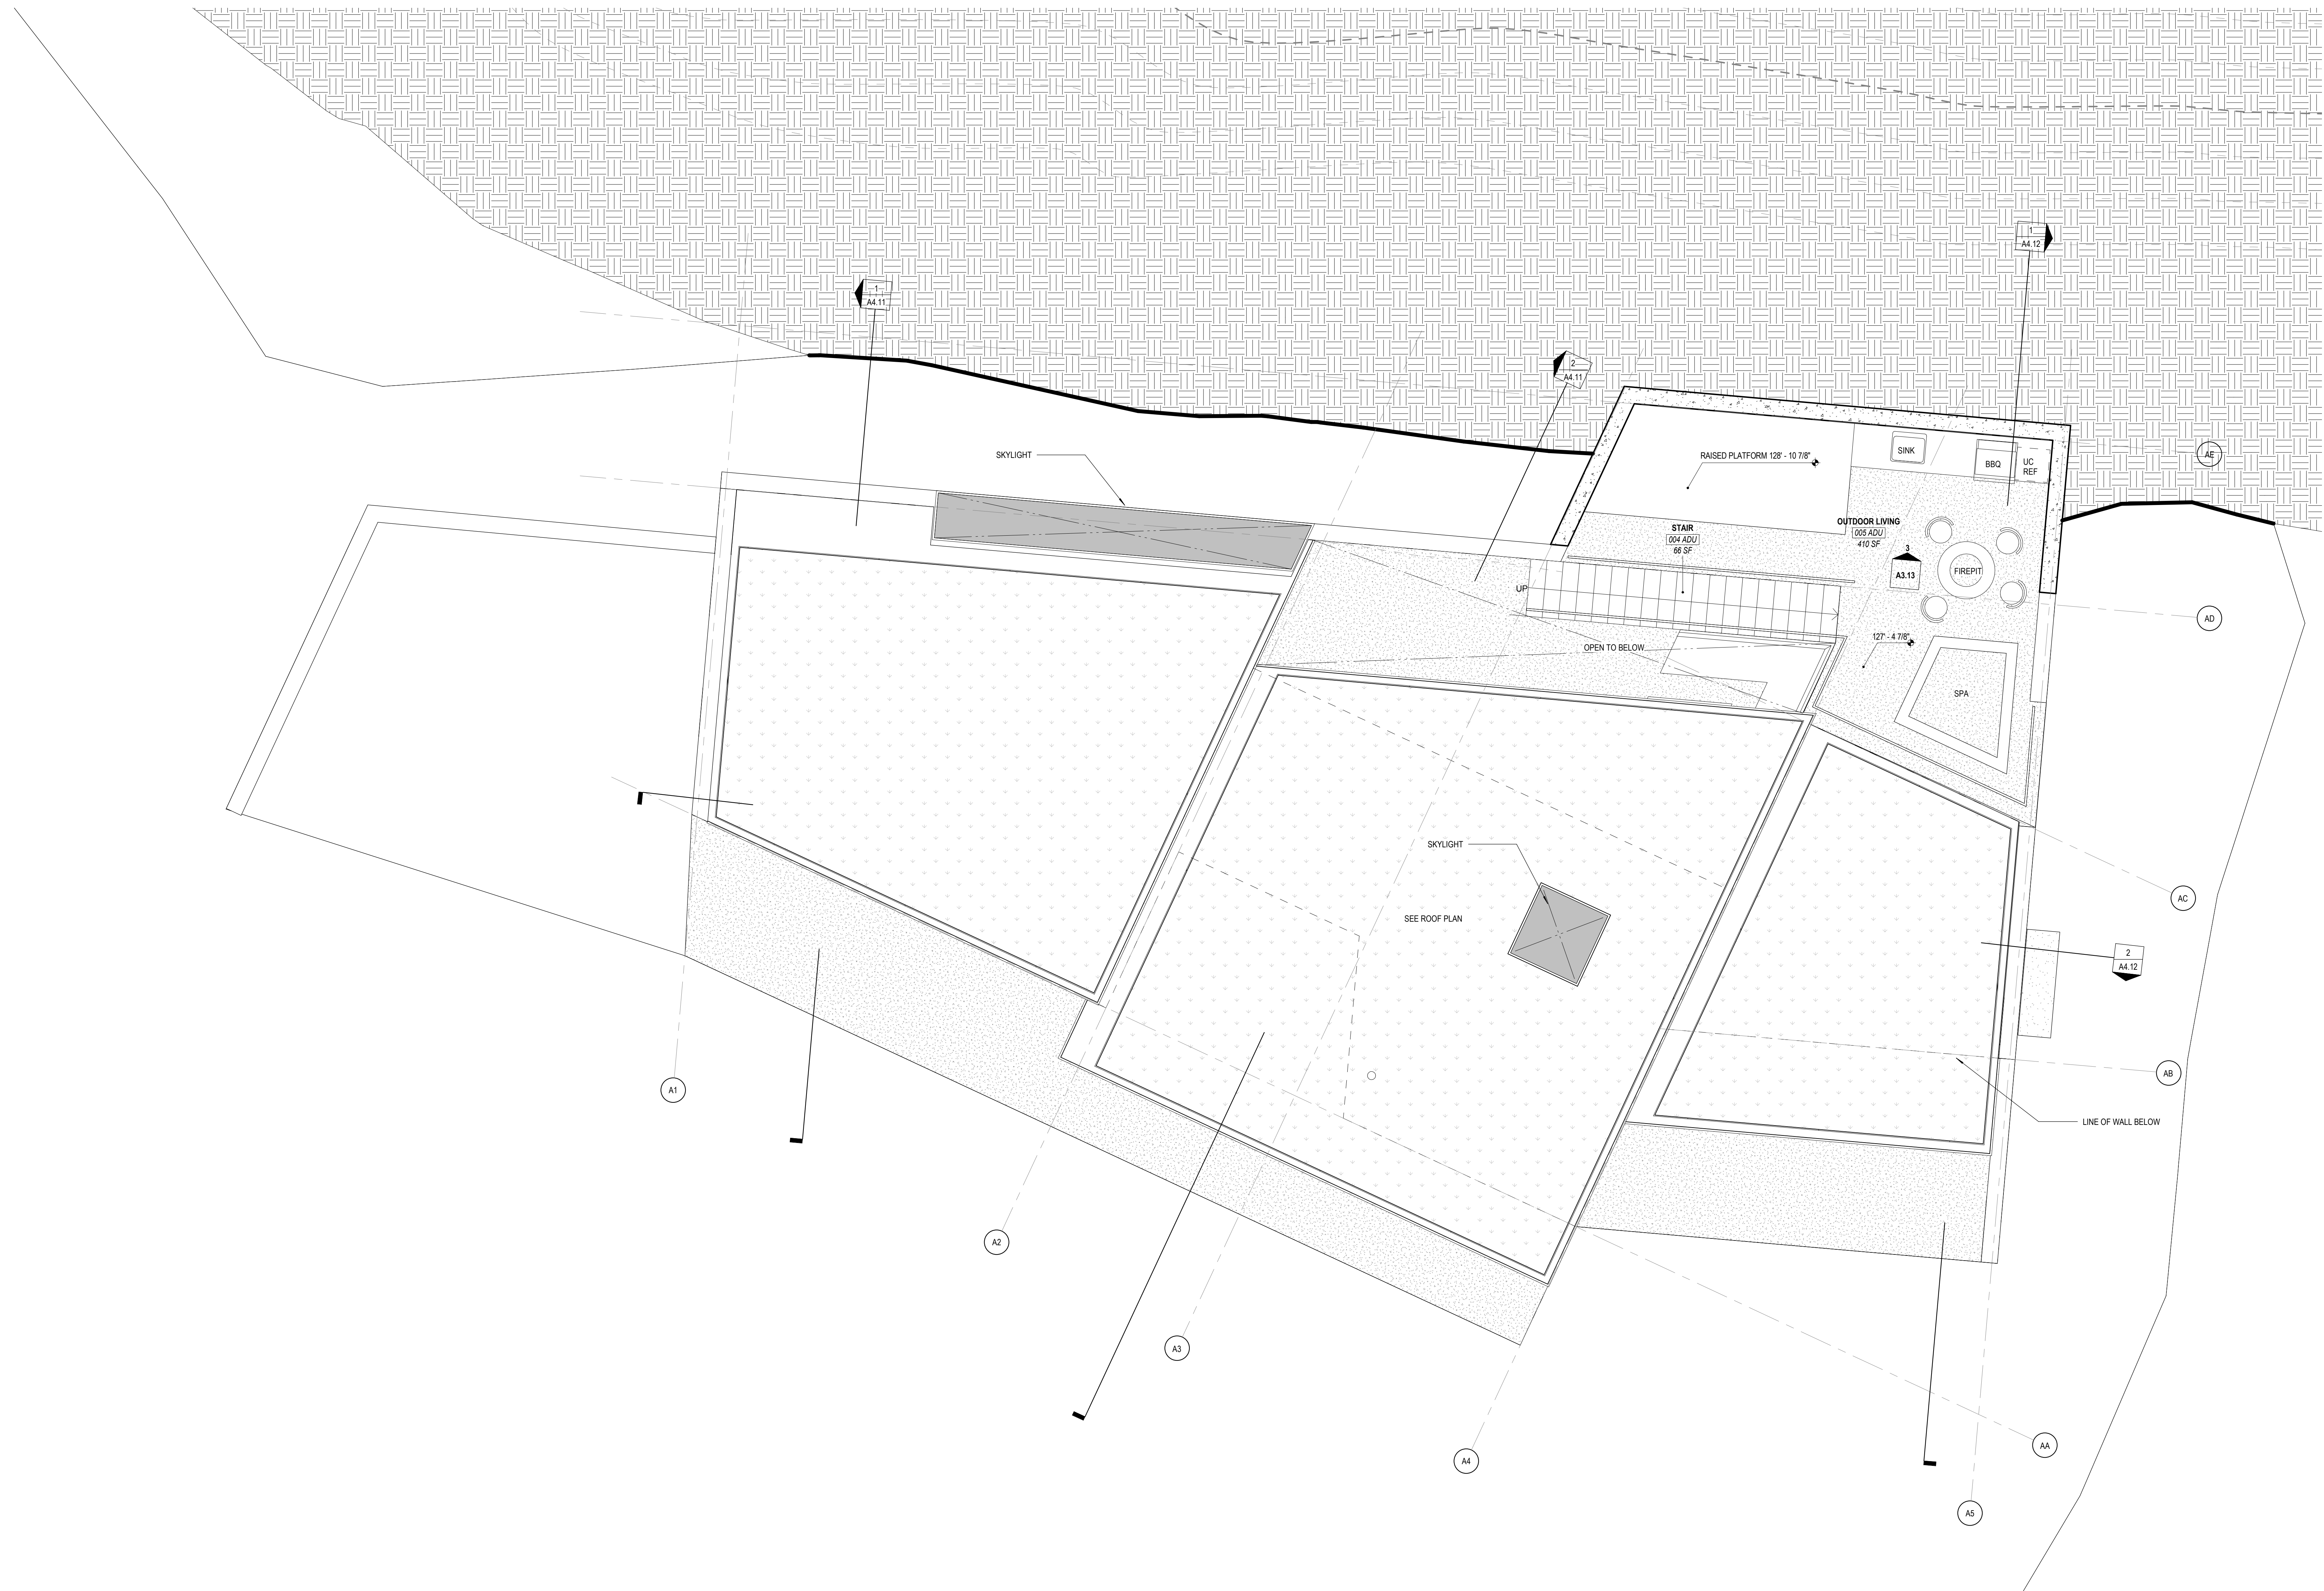 1
A4.12
1
A4.11
2
A4.11
SKYLIGHT
RAISED PLATFORM 128' - 10 7/8"
SINK
BBQ
UC
REF
AE
STAIR
004 ADU
66 SF
OUTDOOR LIVING
005 ADU
410 SF
3
A3.13
FIREPIT
UP
AD
127' - 4 7/8"
OPEN TO BELOW
SPA
SKYLIGHT
AC
SEE ROOF PLAN
2
A4.12
AB
A1
LINE OF WALL BELOW
A2
A3
AA
A4
A5